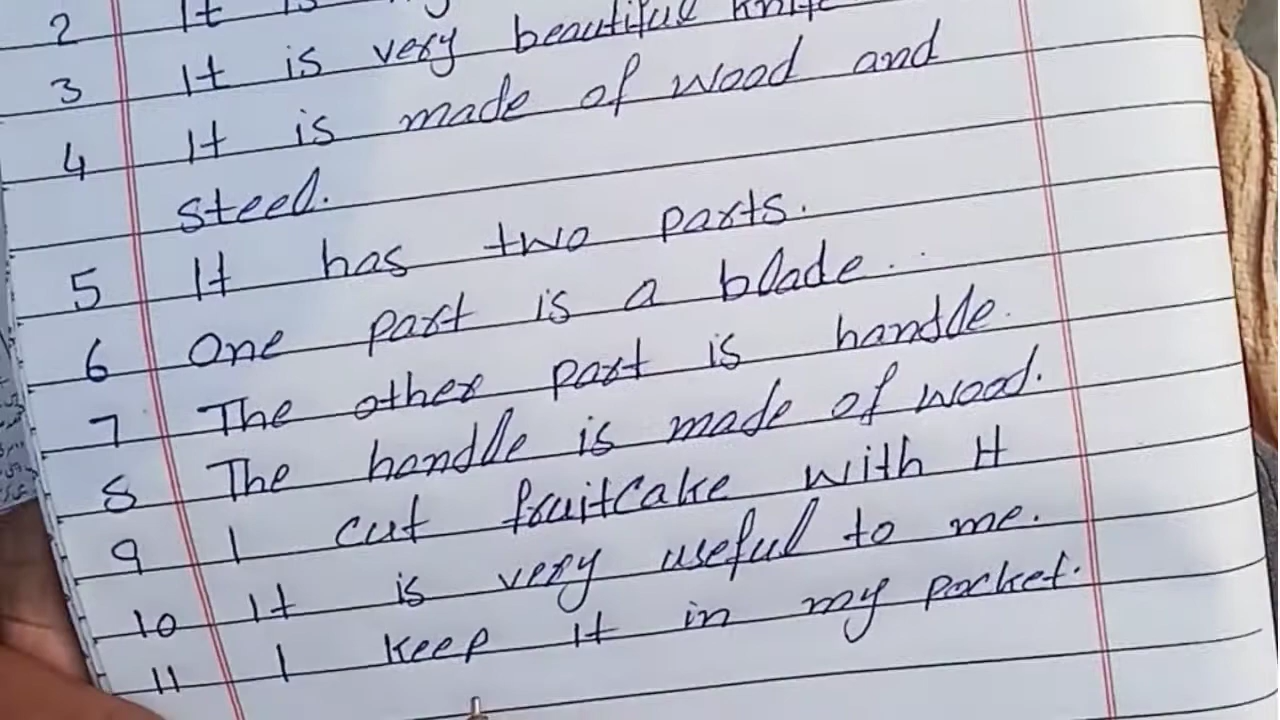 2 It is
3 It is very beautiful knife
4 It is made of wood and
steel.
5 It has two parts.
6 One part is a blade..
7 The other part is handle.
8 The handle is made of wood.
9 I cut fruitcake with It
10 It is very useful to me.
11 I keep It in my pocket.